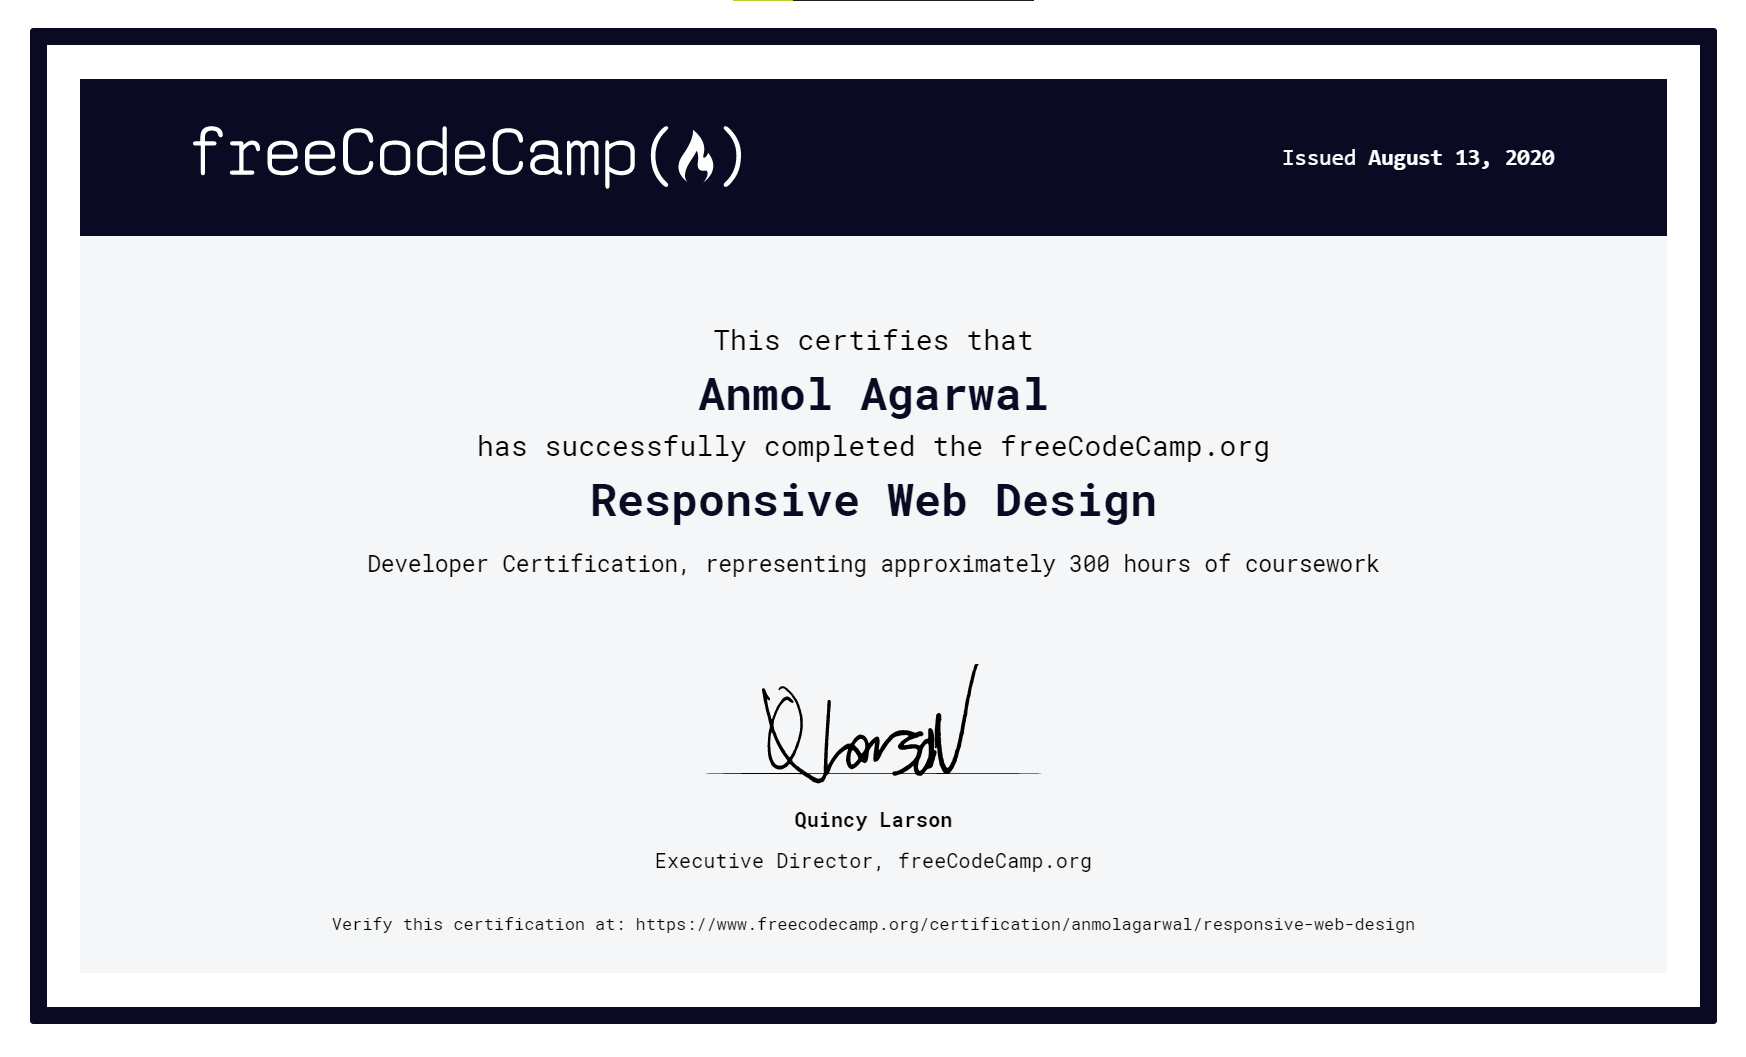 freeCodeCamp(🔥)
Issued August 13, 2020
This certifies that
Anmol Agarwal
has successfully completed the freeCodeCamp.org
Responsive Web Design
Developer Certification, representing approximately 300 hours of coursework
Q Larson
Quincy Larson
Executive Director, freeCodeCamp.org
Verify this certification at: https://www.freecodecamp.org/certification/anmolagarwal/responsive-web-design